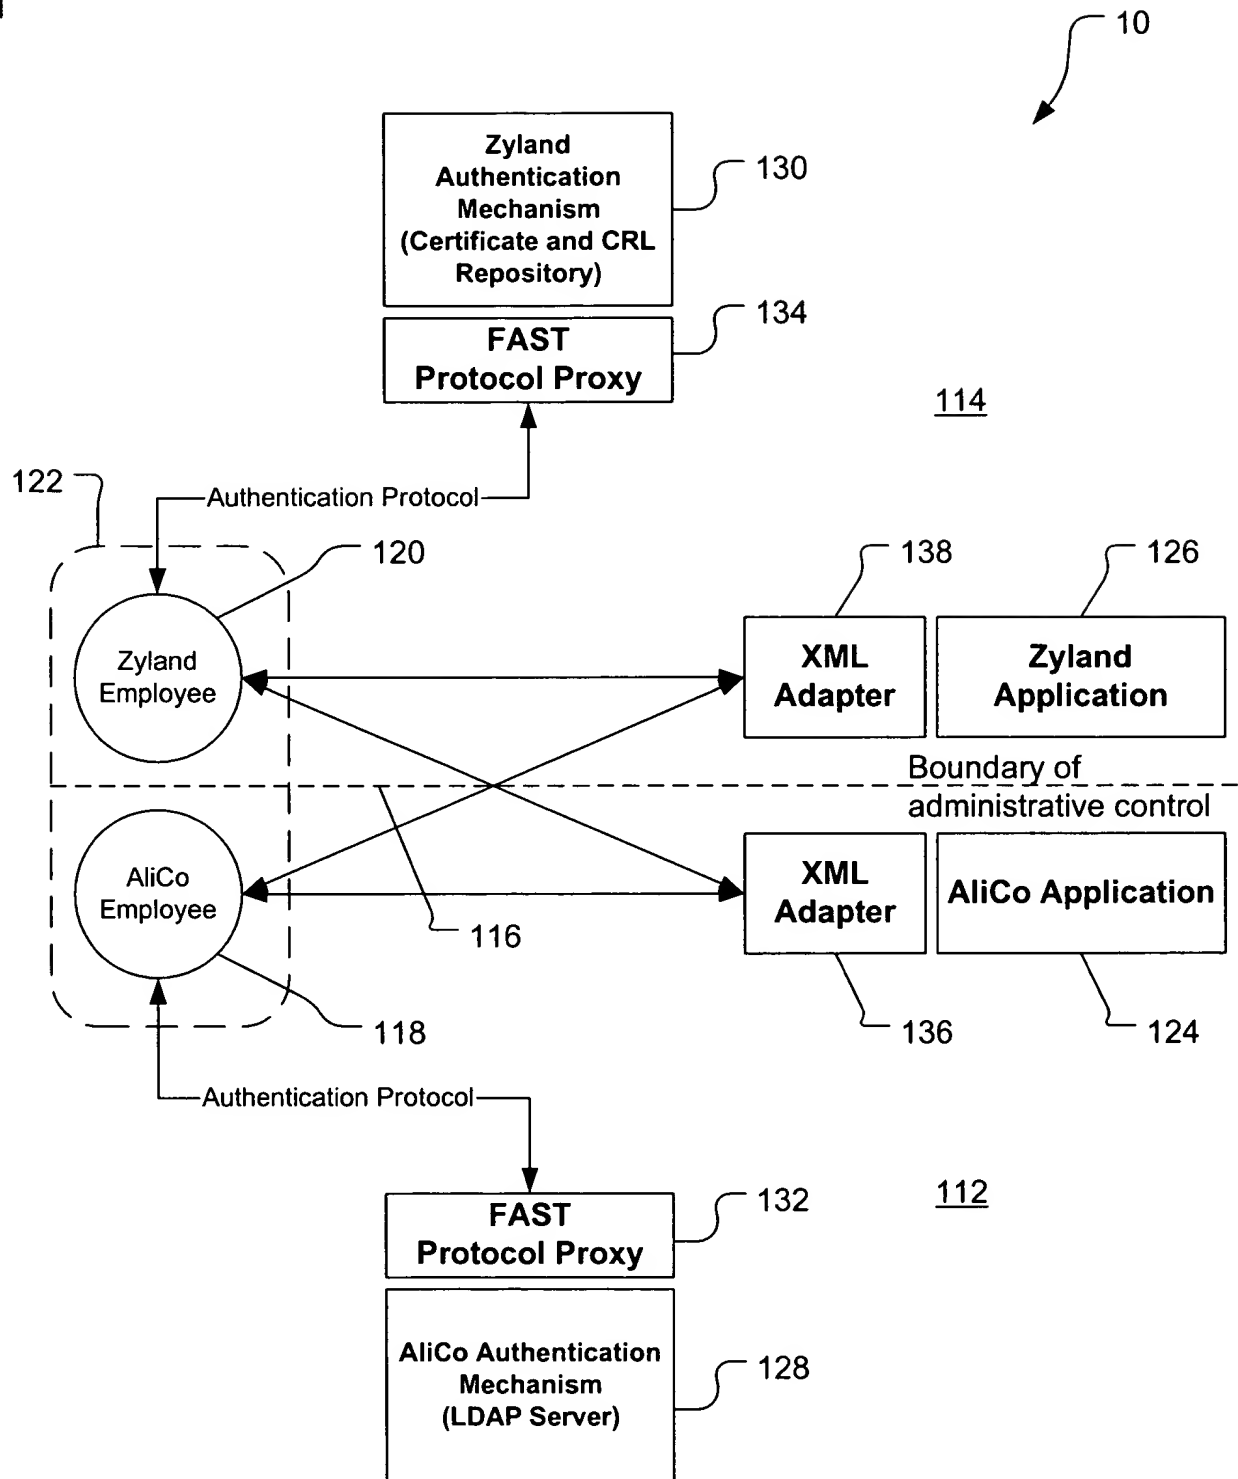 10
Zyland
Authentication
Mechanism
(Certificate and CRL
Repository)
130
134
FAST
Protocol Proxy
114
122
Authentication Protocol
120
138
126
Zyland
Employee
XML
Adapter
Zyland
Application
Boundary of
administrative control
AliCo
Employee
XML
Adapter
AliCo Application
116
118
136
124
Authentication Protocol
132
112
FAST
Protocol Proxy
AliCo Authentication
Mechanism
(LDAP Server)
128